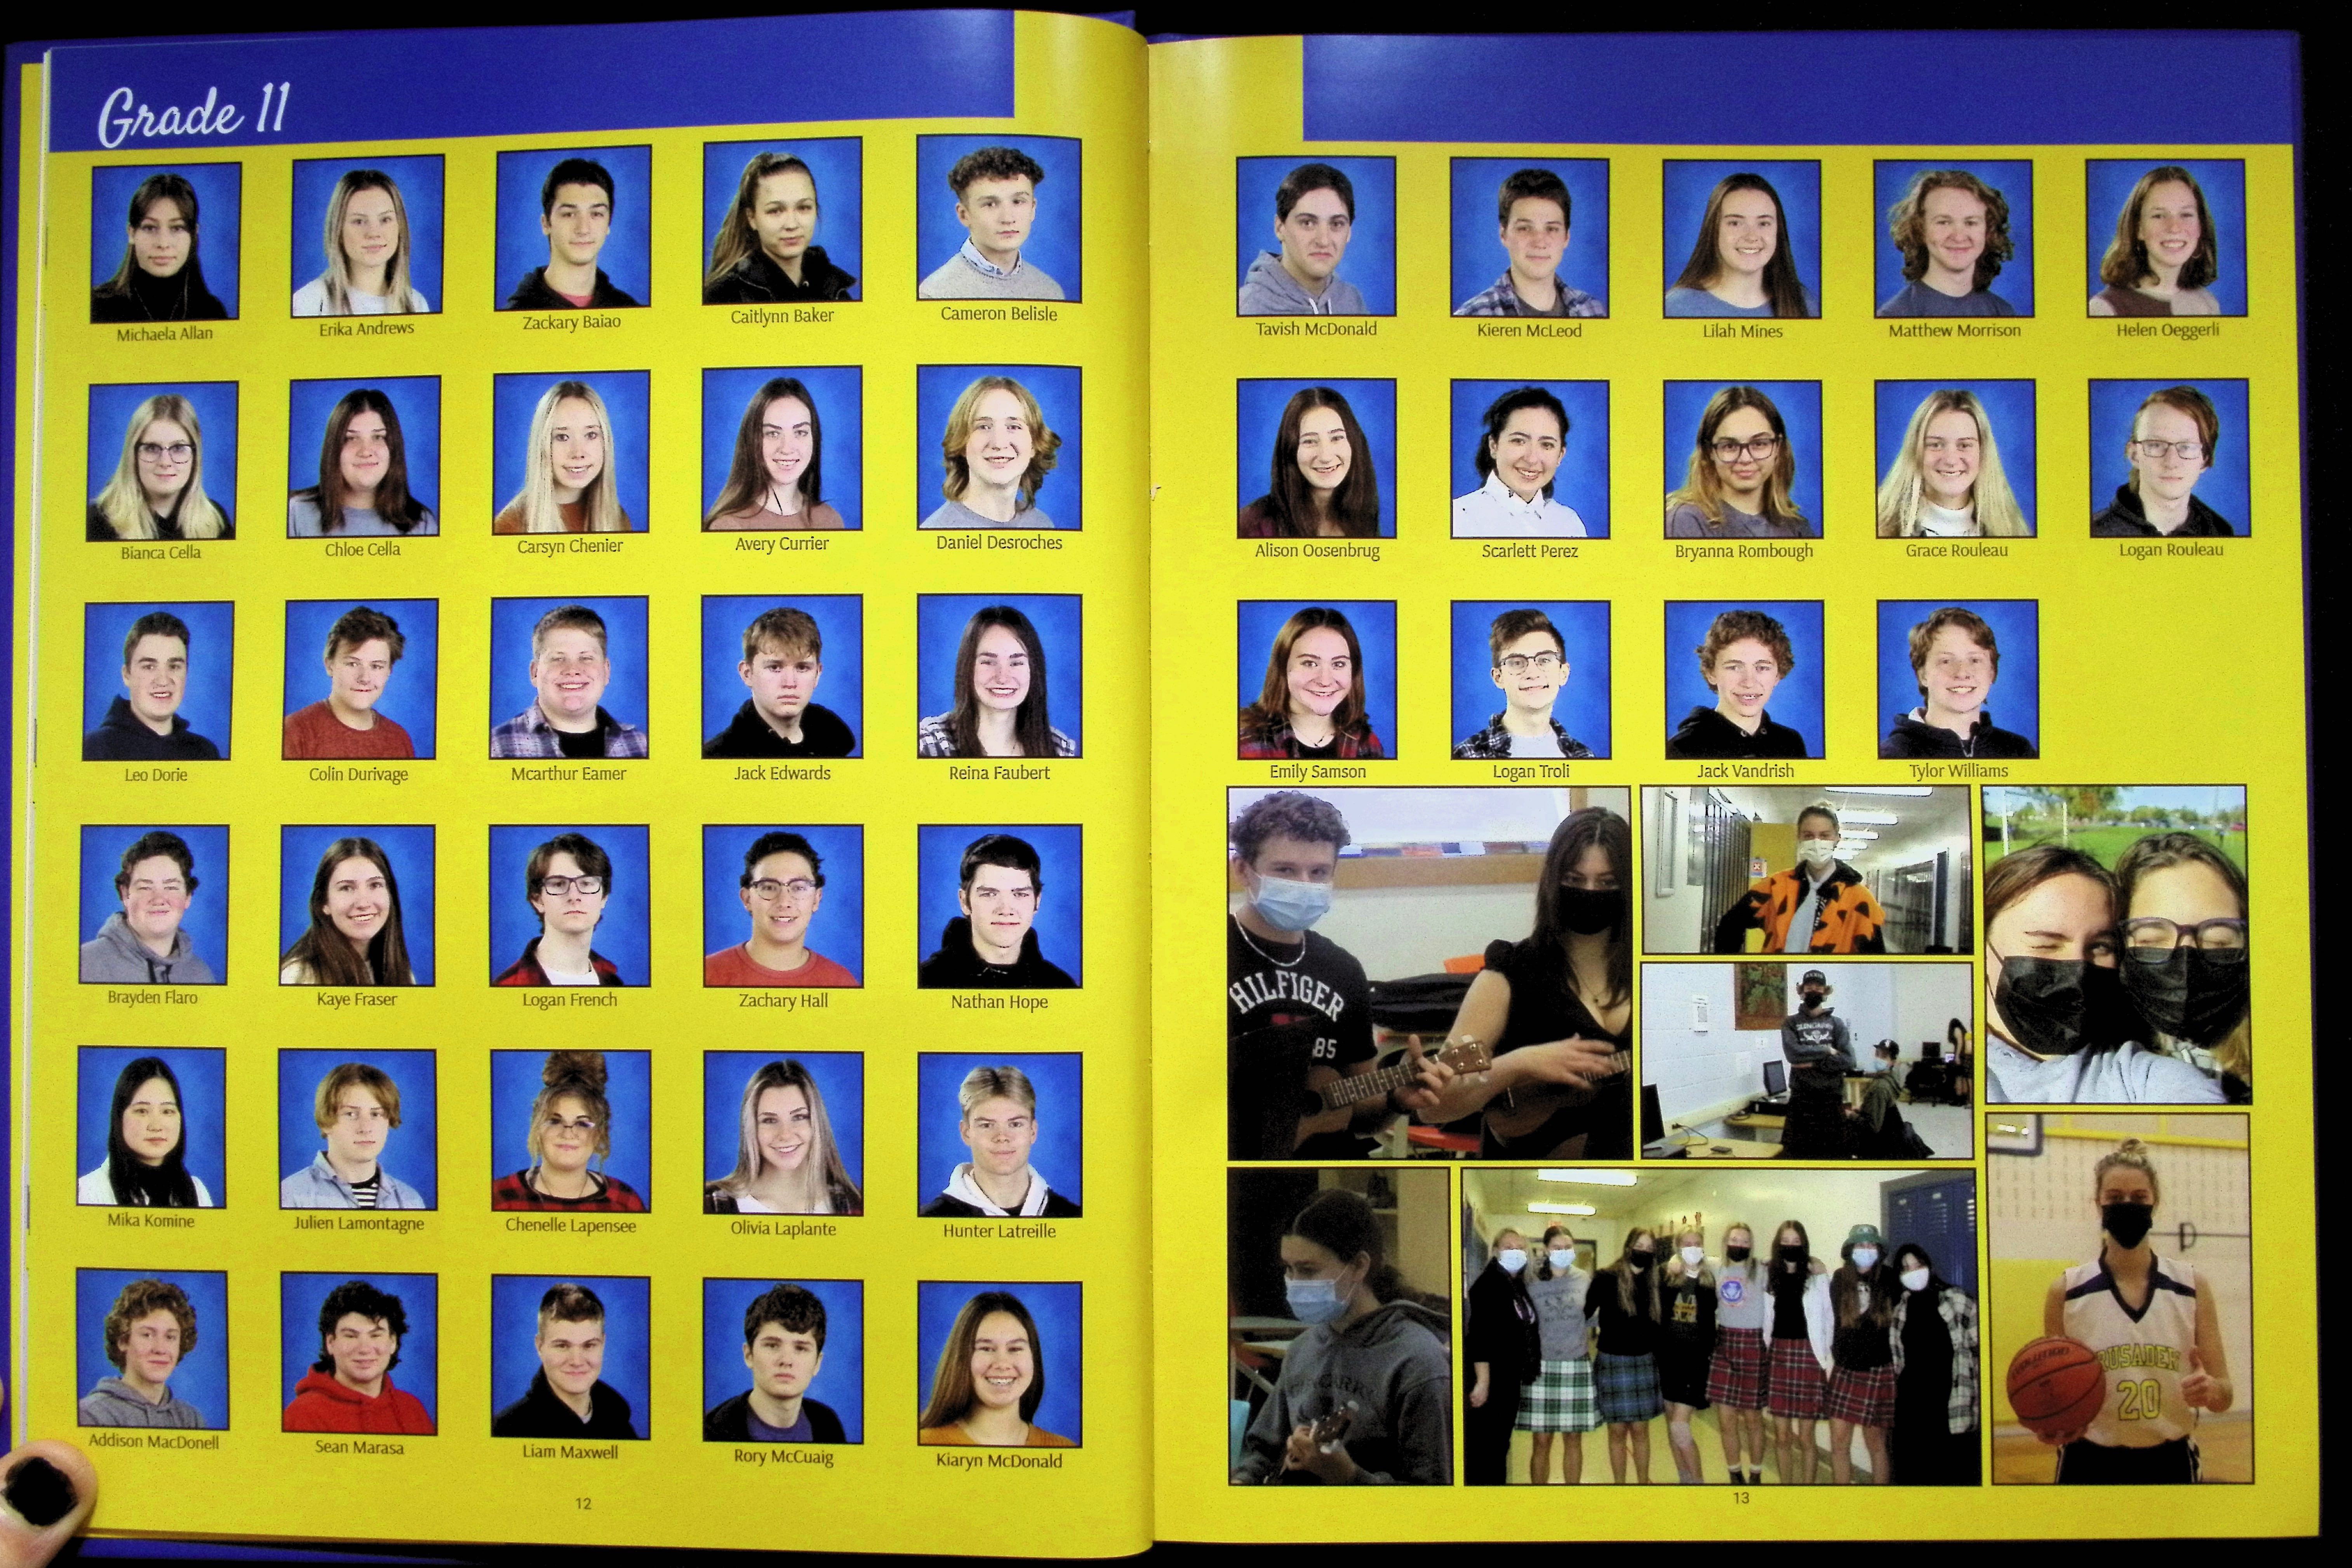 Grade 11
Michaela Allan
Erika Andrews
Zackary Baiao
Caitlynn Baker
Cameron Belisle
Bianca Cella
Chloe Cella
Carsyn Chenier
Avery Currier
Daniel Desroches
Leo Dorie
Colin Durivage
Mcarthur Eamer
Jack Edwards
Reina Faubert
Brayden Flaro
Kaye Fraser
Logan French
Zachary Hall
Nathan Hope
Mika Komine
Julien Lamontagne
Chenelle Lapensee
Olivia Laplante
Hunter Latreille
Addison MacDonell
Sean Marasa
Liam Maxwell
Rory McCuaig
Kiaryn McDonald
12
Tavish McDonald
Kieren McLeod
Lilah Mines
Matthew Morrison
Helen Oeggerli
Alison Oosenbrug
Scarlett Perez
Bryanna Rombough
Grace Rouleau
Logan Rouleau
Emily Samson
Logan Troli
Jack Vandrish
Tylor Williams
HILFIGER
85
20
13